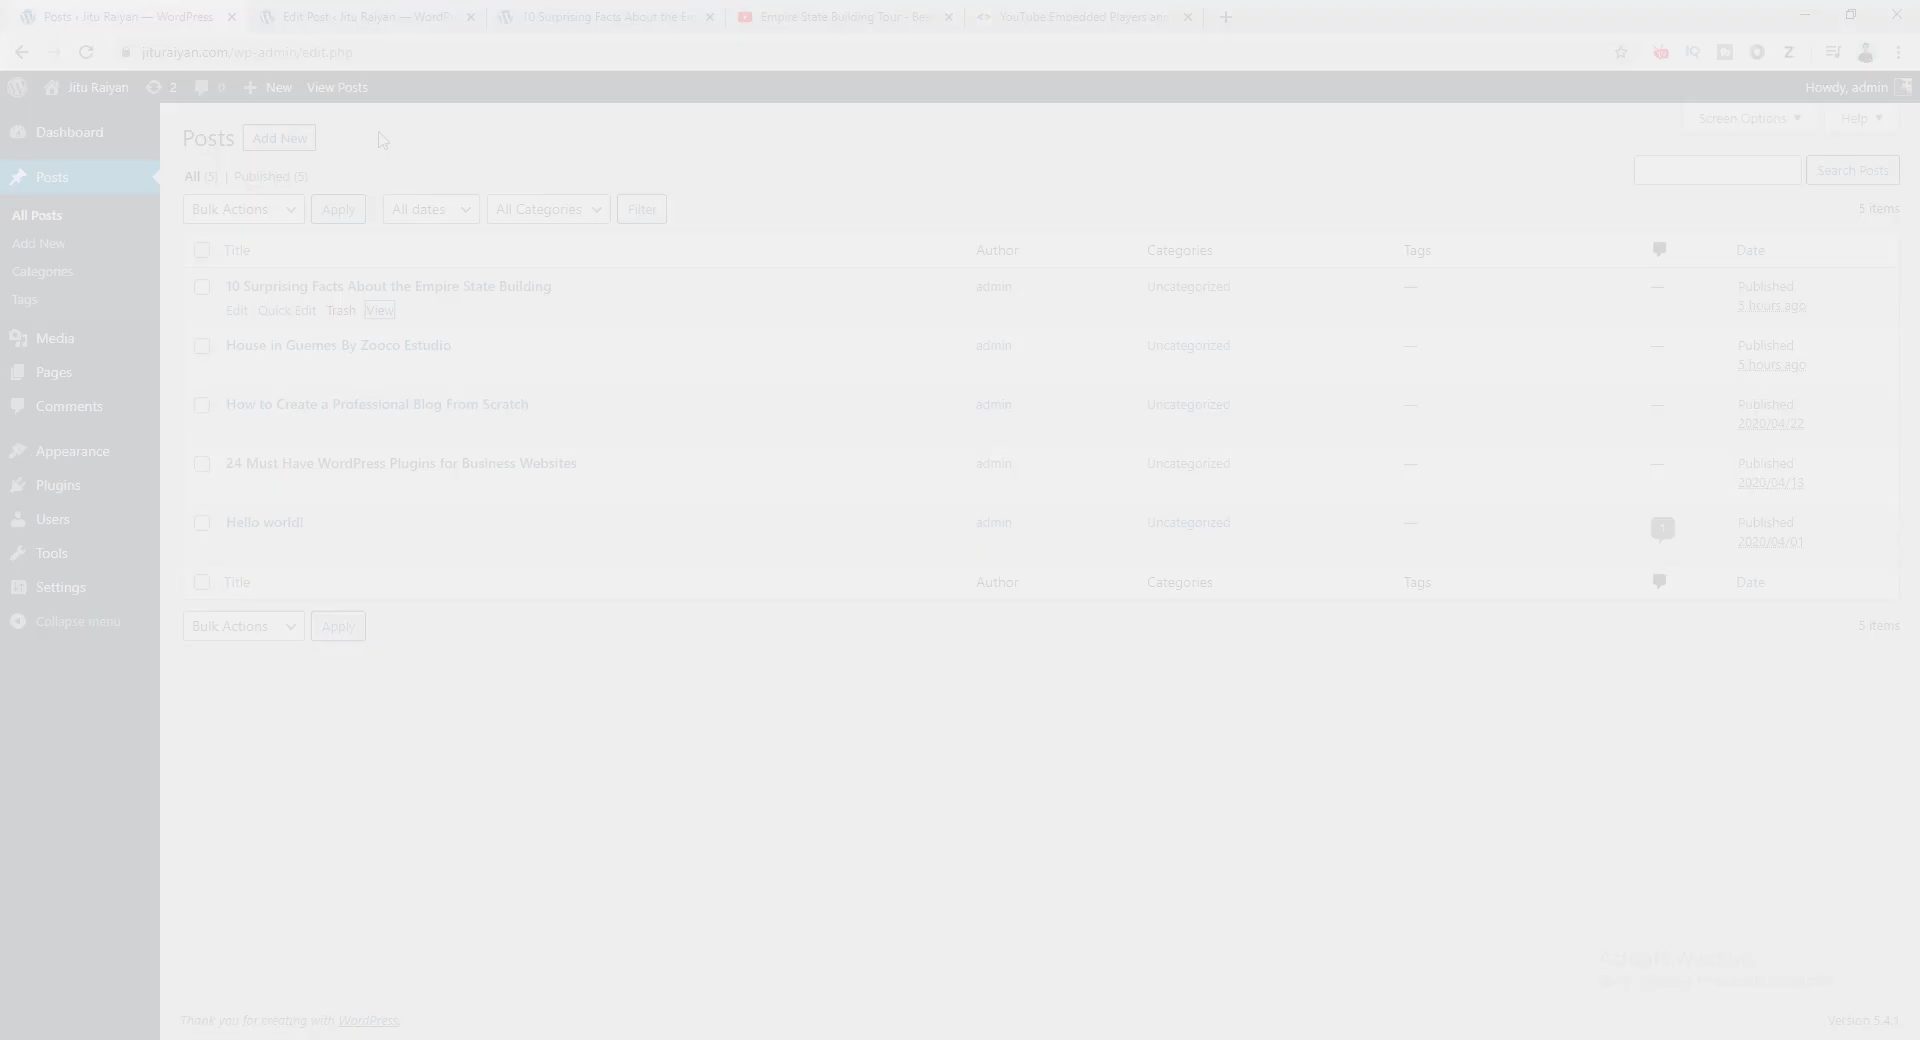 Posts ‹ Jitu Raiyan — WordPress
Edit Post ‹ Jitu Raiyan — WordPr
10 Surprising Facts About the Em
Empire State Building Tour - Bes
YouTube Embedded Players and
jituraiyan.com/wp-admin/edit.php
Jitu Raiyan 2 0 New View Posts Howdy, admin
Dashboard
Posts
All Posts
Add New
Categories
Tags
Media
Pages
Comments
Appearance
Plugins
Users
Tools
Settings
Collapse menu
Posts Add New
Screen Options Help
All (5) | Published (5)
Search Posts
Bulk Actions Apply All dates All Categories Filter 5 items
Title Author Categories Tags Date
10 Surprising Facts About the Empire State Building admin Uncategorized — — Published
Edit Quick Edit Trash View 5 hours ago
House in Guemes By Zooco Estudio admin Uncategorized — — Published
5 hours ago
How to Create a Professional Blog From Scratch admin Uncategorized — — Published
2020/04/22
24 Must Have WordPress Plugins for Business Websites admin Uncategorized — — Published
2020/04/13
Hello world! admin Uncategorized — 1 Published
2020/04/01
Title Author Categories Tags Date
Bulk Actions Apply 5 items
Activate Windows
Thank you for creating with WordPress.
Version 5.4.1